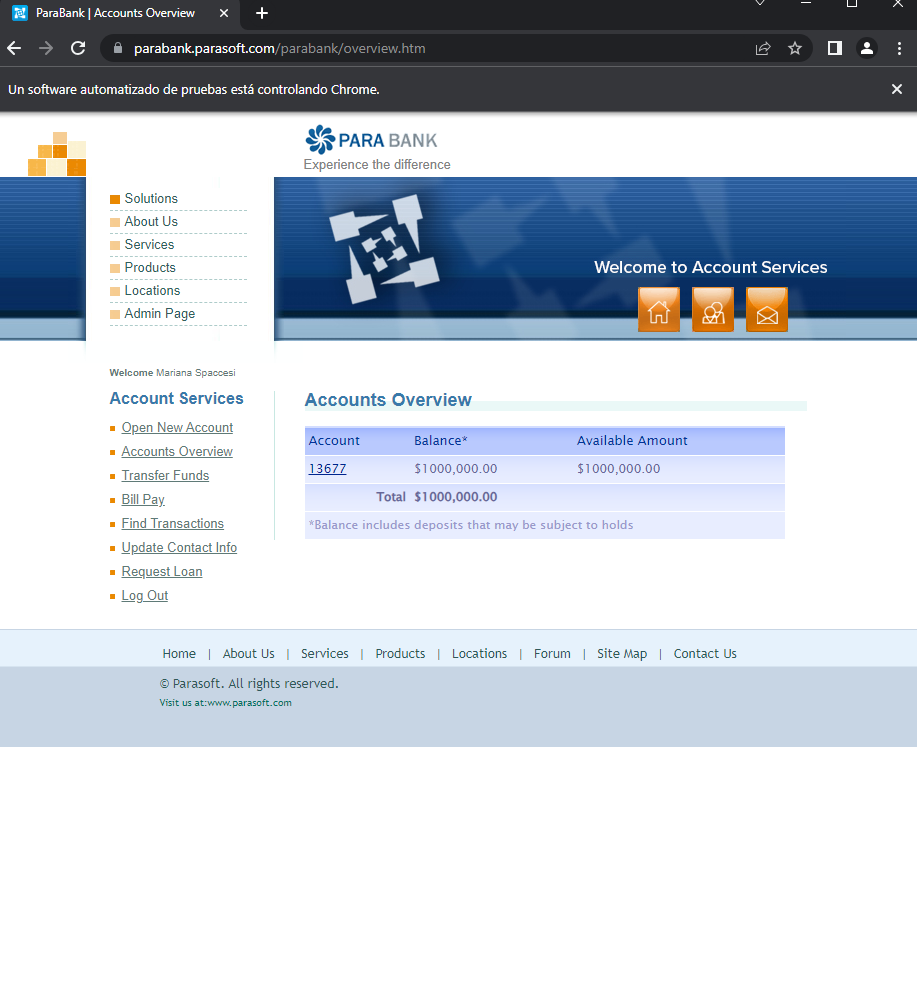 ParaBank | Accounts Overview
parabank.parasoft.com/parabank/overview.htm
Un software automatizado de pruebas está controlando Chrome.
PARA BANK
Experience the difference
Solutions
About Us
Services
Products
Locations
Admin Page
Welcome to Account Services
Welcome Mariana Spaccesi
Account Services
Open New Account
Accounts Overview
Transfer Funds
Bill Pay
Find Transactions
Update Contact Info
Request Loan
Log Out
Accounts Overview
Account Balance* Available Amount
13677 $1000,000.00 $1000,000.00
Total $1000,000.00
*Balance includes deposits that may be subject to holds
Home | About Us | Services | Products | Locations | Forum | Site Map | Contact Us
© Parasoft. All rights reserved.
Visit us at:www.parasoft.com